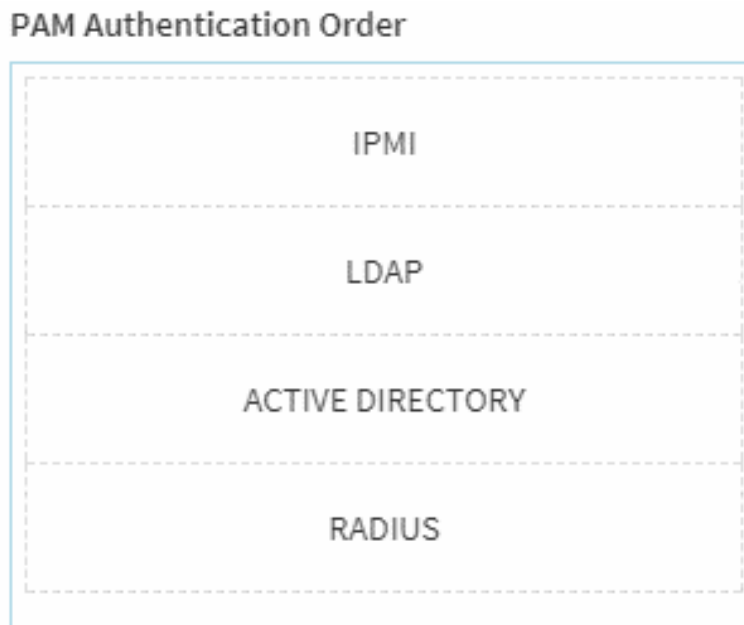 PAM Authentication Order
IPMI
LDAP
ACTIVE DIRECTORY
RADIUS